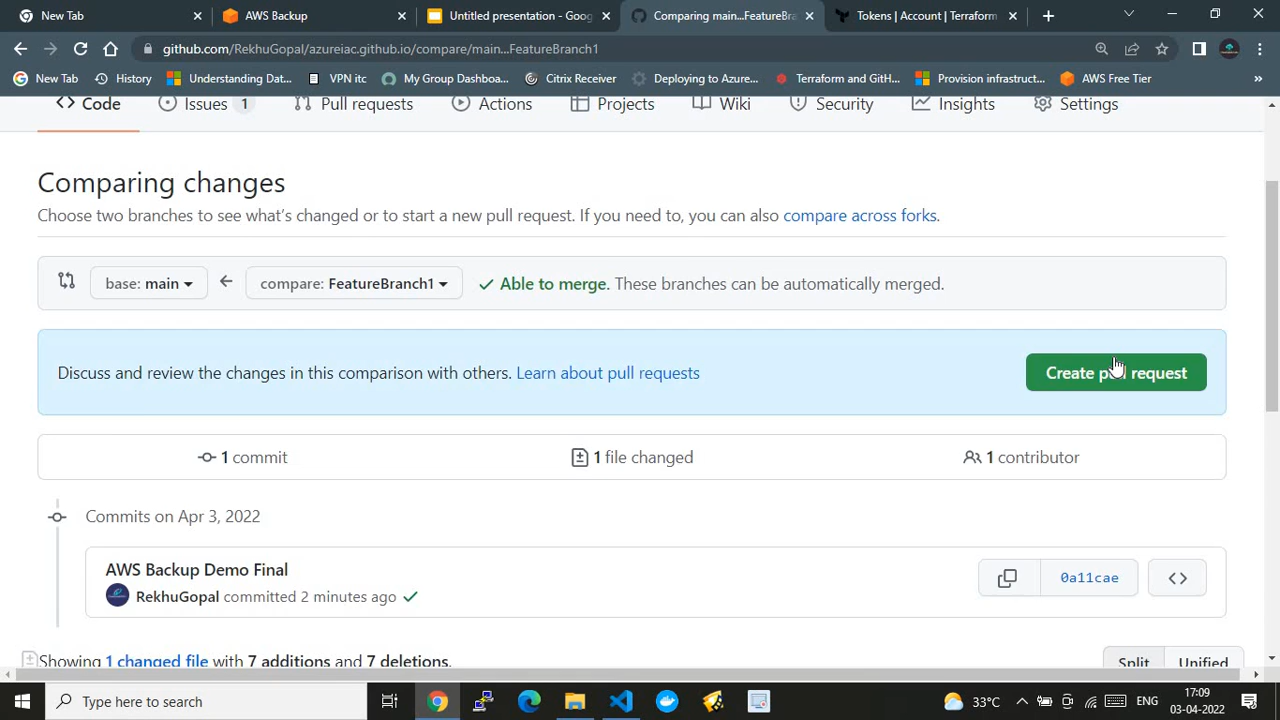 New Tab
AWS Backup
Untitled presentation - Goog
Comparing main...FeatureBra
Tokens | Account | Terraform
github.com/RekhuGopal/azureiac.github.io/compare/main...FeatureBranch1
New Tab
History
Understanding Dat...
VPN itc
My Group Dashboa...
Citrix Receiver
Deploying to Azure...
Terraform and GitH...
Provision infrastruct...
AWS Free Tier
»
Code
Issues 1
Pull requests
Actions
Projects
Wiki
Security
Insights
Settings
Comparing changes
Choose two branches to see what's changed or to start a new pull request. If you need to, you can also compare across forks.
base: main
compare: FeatureBranch1
Able to merge. These branches can be automatically merged.
Discuss and review the changes in this comparison with others. Learn about pull requests
Create pull request
1 commit
1 file changed
1 contributor
Commits on Apr 3, 2022
AWS Backup Demo Final
RekhuGopal committed 2 minutes ago
0a11cae
Showing 1 changed file with 7 additions and 7 deletions.
Split
Unified
Type here to search
33°C
ENG
17:09
03-04-2022